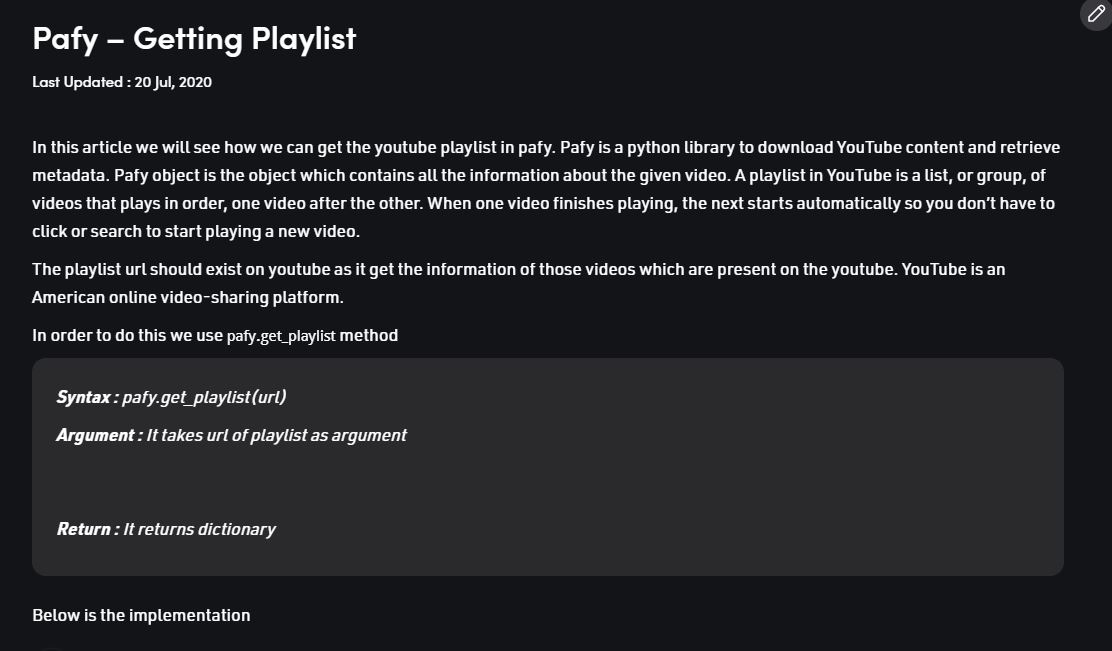 Pafy – Getting Playlist
Last Updated : 20 Jul, 2020
In this article we will see how we can get the youtube playlist in pafy. Pafy is a python library to download YouTube content and retrieve
metadata. Pafy object is the object which contains all the information about the given video. A playlist in YouTube is a list, or group, of
videos that plays in order, one video after the other. When one video finishes playing, the next starts automatically so you don’t have to
click or search to start playing a new video.
The playlist url should exist on youtube as it get the information of those videos which are present on the youtube. YouTube is an
American online video-sharing platform.
In order to do this we use pafy.get_playlist method
Syntax : pafy.get_playlist(url)
Argument : It takes url of playlist as argument
Return : It returns dictionary
Below is the implementation